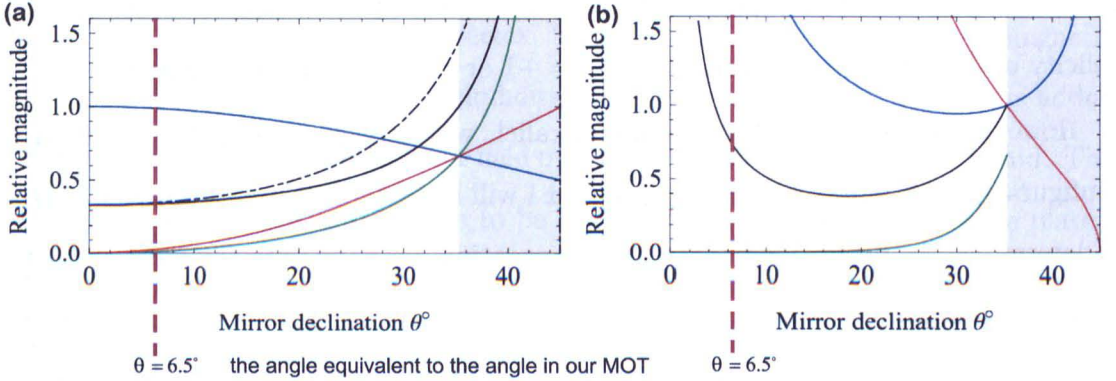 (a)
Relative magnitude
1.5
1.0
0.5
0.0
0 10 20 30 40
Mirror declination θ°
(b)
Relative magnitude
1.5
1.0
0.5
0.0
0 10 20 30 40
Mirror declination θ°
θ = 6.5° the angle equivalent to the angle in our MOT θ = 6.5°